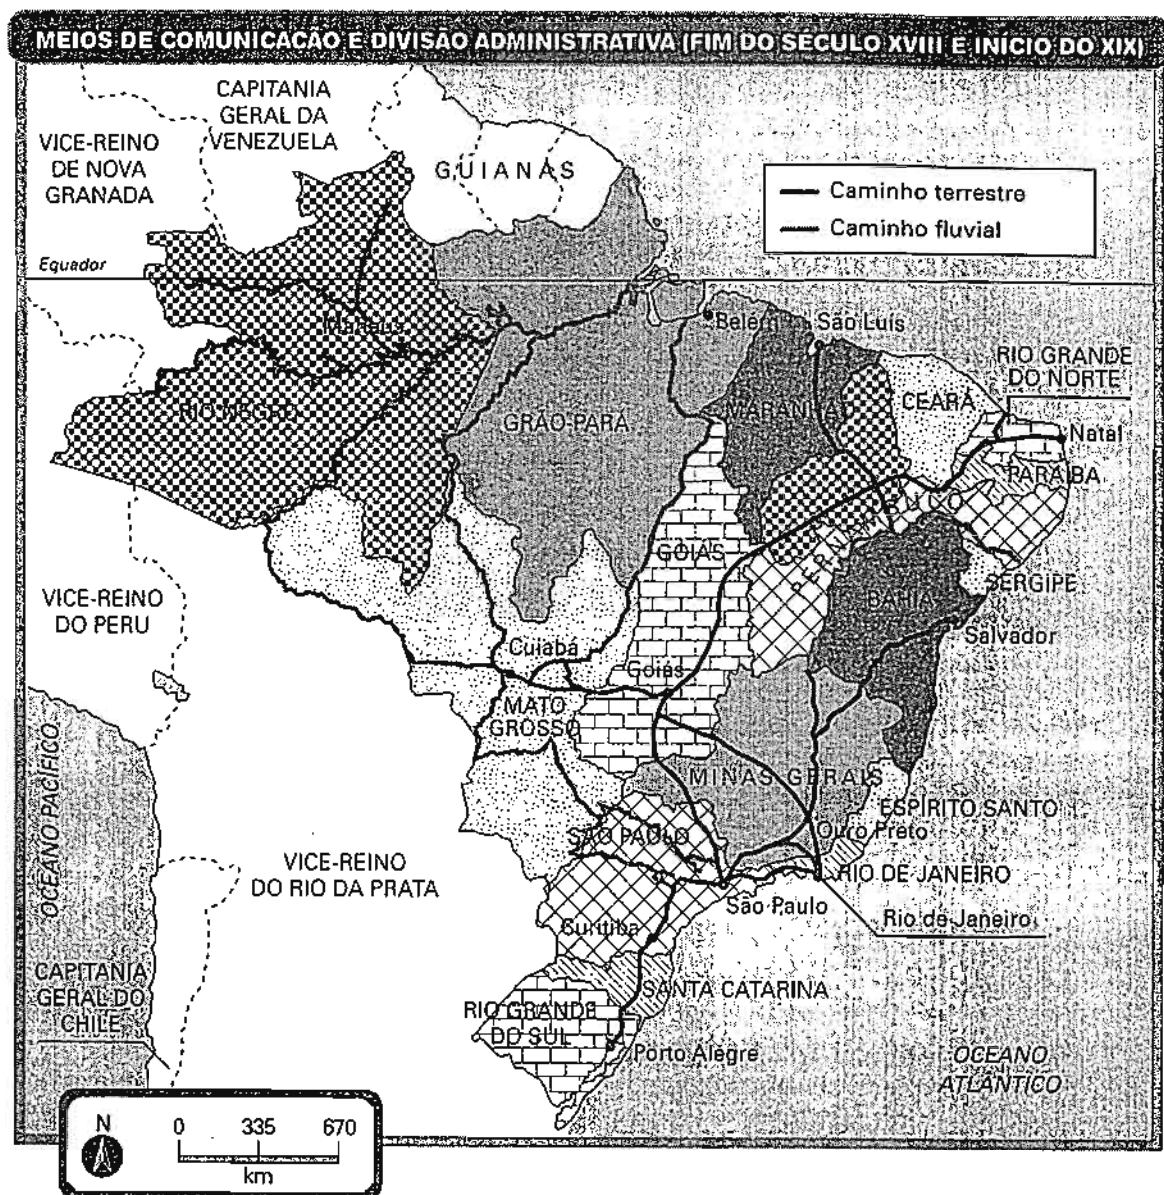 MEIOS DE COMUNICAÇÃO E DIVISÃO ADMINISTRATIVA (FIM DO SÉCULO XVIII E INÍCIO DO XIX)
CAPITANIA
GERAL DA
VENEZUELA
VICE-REINO
DE NOVA
GRANADA
GUIANAS
Caminho terrestre
Caminho fluvial
Equador
Manaus
Belém
São Luís
RIO GRANDE
DO NORTE
RIO NEGRO
GRÃO-PARÁ
MARANHÃO
CEARÁ
Natal
PARAÍBA
PERNAMBUCO
GOIÁS
SERGIPE
BAHIA
Salvador
VICE-REINO
DO PERU
Cuiabá
Goiás
MATO
GROSSO
MINAS GERAIS
ESPÍRITO SANTO
Ouro Preto
SÃO PAULO
RIO DE JANEIRO
São Paulo
Rio de Janeiro
OCEANO PACÍFICO
VICE-REINO
DO RIO DA PRATA
Curitiba
CAPITANIA
GERAL DO
CHILE
SANTA CATARINA
RIO GRANDE
DO SUL
Porto Alegre
OCEANO
ATLÂNTICO
N
0 335 670
km